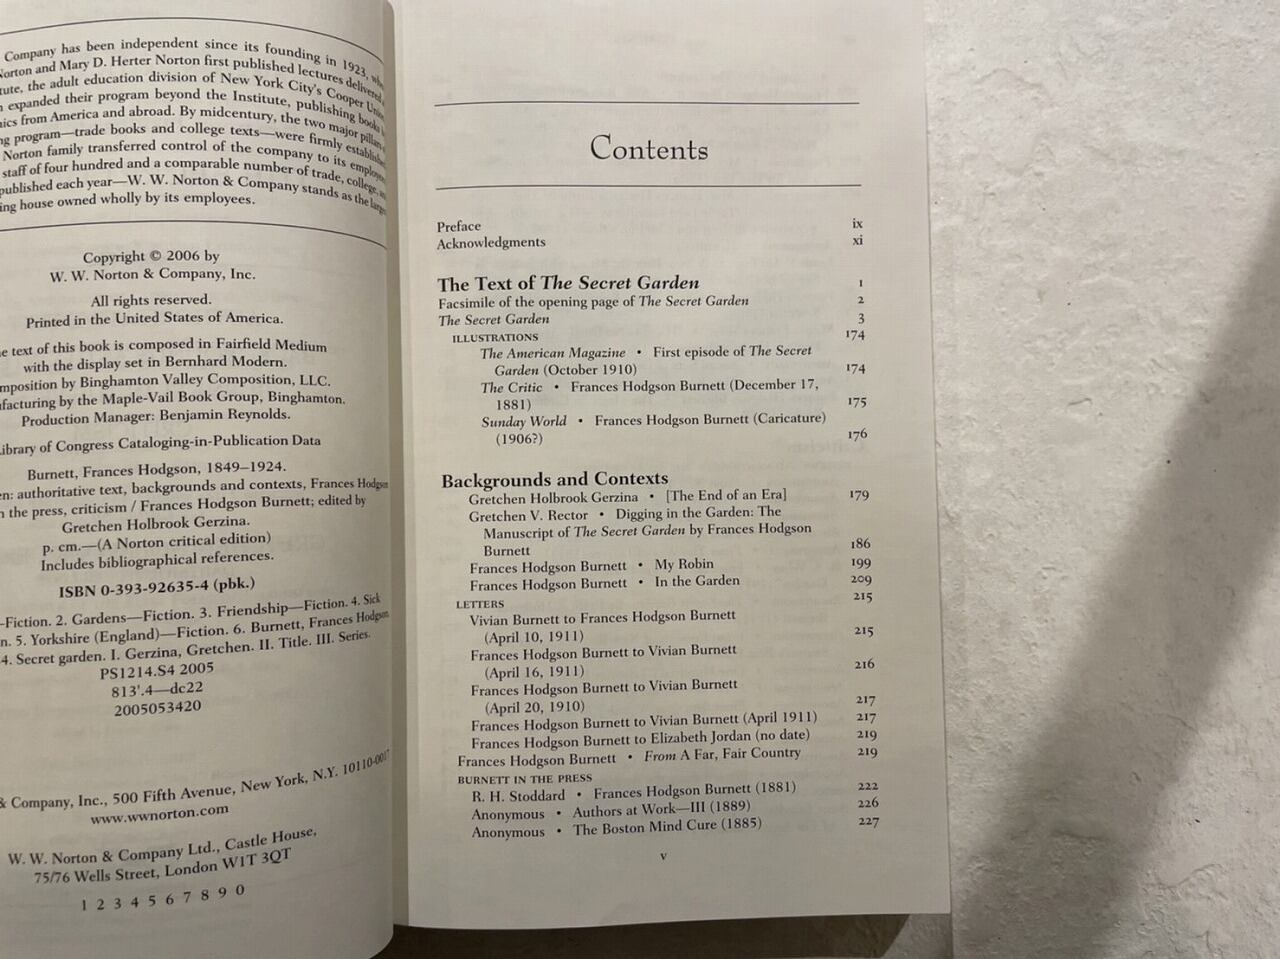 Company has been independent since its founding in 1923,
Norton and Mary D. Herter Norton first published lectures delivered
the adult education division of New York City's Cooper
expanded their program beyond the Institute, publishing books
from America and abroad. By midcentury, the two major pillars
program—trade books and college texts—were firmly
Norton family transferred control of the company to its
staff of four hundred and a comparable number of trade, college,
published each year—W. W. Norton & Company stands as the
house owned wholly by its employees.
Copyright © 2006 by
W. W. Norton & Company, Inc.
All rights reserved.
Printed in the United States of America.
text of this book is composed in Fairfield Medium
with the display set in Bernhard Modern.
by Binghamton Valley Composition, LLC.
by the Maple-Vail Book Group, Binghamton.
Production Manager: Benjamin Reynolds.
Library of Congress Cataloging-in-Publication Data
Burnett, Frances Hodgson, 1849–1924.
authoritative text, backgrounds and contexts, Frances Hodgson
the press, criticism / Frances Hodgson Burnett; edited by
Gretchen Holbrook Gerzina.
p. cm.—(A Norton critical edition)
Includes bibliographical references.
ISBN 0-393-92635-4 (pbk.)
—Fiction. 2. Gardens—Fiction. 3. Friendship—Fiction. 4. Sick
5. Yorkshire (England)—Fiction. 6. Burnett, Frances Hodgson
4. Secret garden. I. Gerzina, Gretchen. II. Title. III. Series.
PS1214.S4 2005
813'.4—dc22
2005053420
& Company, Inc., 500 Fifth Avenue, New York, N.Y. 10110-0017
www.wwnorton.com
W. W. Norton & Company Ltd., Castle House,
75/76 Wells Street, London W1T 3QT
1 2 3 4 5 6 7 8 9 0
Contents
Preface ix
Acknowledgments xi
The Text of The Secret Garden 1
Facsimile of the opening page of The Secret Garden 2
The Secret Garden 3
ILLUSTRATIONS 174
The American Magazine • First episode of The Secret
Garden (October 1910) 174
The Critic • Frances Hodgson Burnett (December 17,
1881) 175
Sunday World • Frances Hodgson Burnett (Caricature)
(1906?) 176
Backgrounds and Contexts
Gretchen Holbrook Gerzina • [The End of an Era] 179
Gretchen V. Rector • Digging in the Garden: The
Manuscript of The Secret Garden by Frances Hodgson
Burnett 186
Frances Hodgson Burnett • My Robin 199
Frances Hodgson Burnett • In the Garden 209
LETTERS 215
Vivian Burnett to Frances Hodgson Burnett
(April 10, 1911) 215
Frances Hodgson Burnett to Vivian Burnett
(April 16, 1911) 216
Frances Hodgson Burnett to Vivian Burnett
(April 20, 1910) 217
Frances Hodgson Burnett to Vivian Burnett (April 1911) 217
Frances Hodgson Burnett to Elizabeth Jordan (no date) 219
Frances Hodgson Burnett • From A Far, Fair Country 219
BURNETT IN THE PRESS
R. H. Stoddard • Frances Hodgson Burnett (1881) 222
Anonymous • Authors at Work—III (1889) 226
Anonymous • The Boston Mind Cure (1885) 227
v